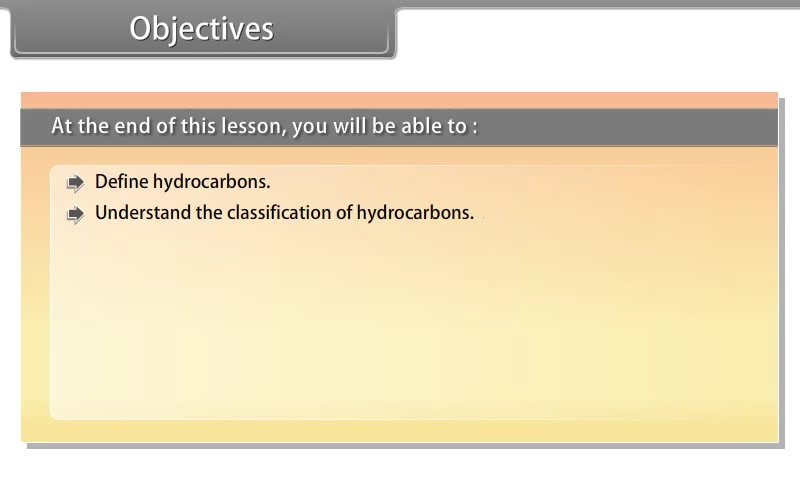 Objectives
At the end of this lesson, you will be able to :
Define hydrocarbons.
Understand the classification of hydrocarbons.